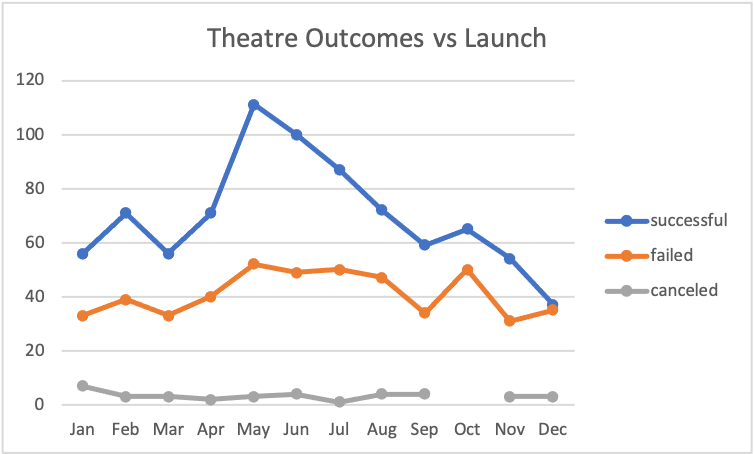 Theatre Outcomes vs Launch
120
100
80
60
40
20
0
Jan Feb Mar Apr May Jun Jul Aug Sep Oct Nov Dec
successful
failed
canceled